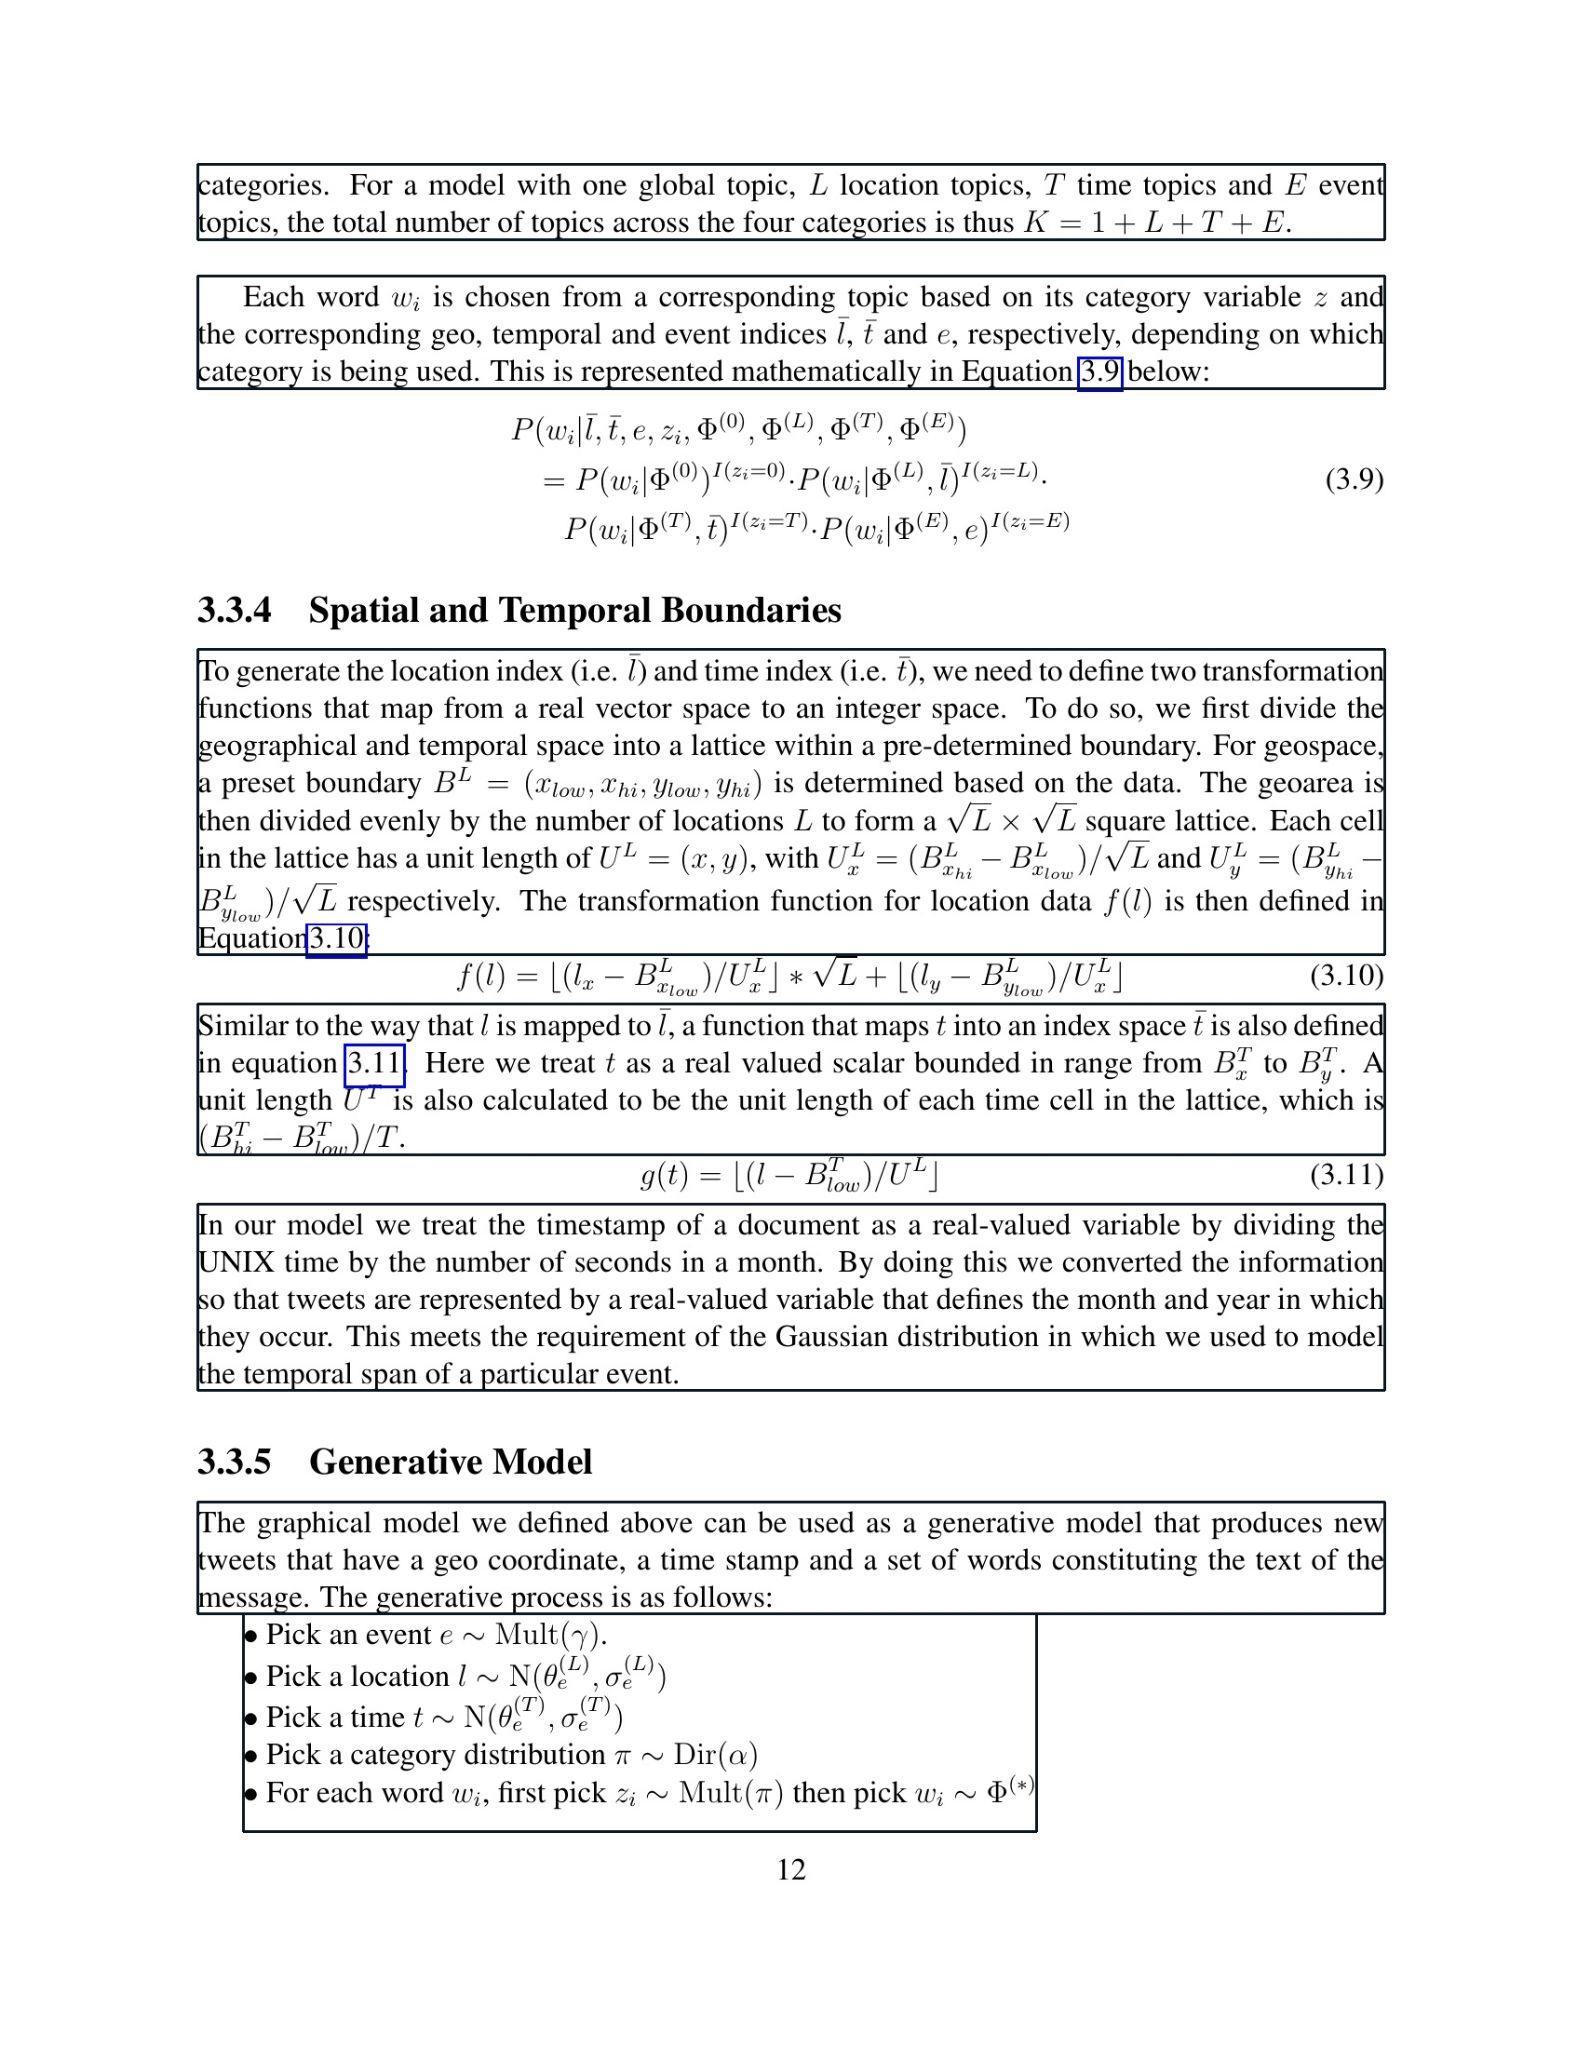 categories. For a model with one global topic, L location topics, T time topics and E event
topics, the total number of topics across the four categories is thus K = 1 + L + T + E.
Each word w_i is chosen from a corresponding topic based on its category variable z and
the corresponding geo, temporal and event indices l̄, t̄ and e, respectively, depending on which
category is being used. This is represented mathematically in Equation 3.9 below:
P(w_i|l̄, t̄, e, z_i, Φ^(0), Φ^(L), Φ^(T), Φ^(E))
= P(w_i|Φ^(0))^I(z_i=0)·P(w_i|Φ^(L), l̄)^I(z_i=L)· (3.9)
P(w_i|Φ^(T), t̄)^I(z_i=T)·P(w_i|Φ^(E), e)^I(z_i=E)
3.3.4 Spatial and Temporal Boundaries
To generate the location index (i.e. l̄) and time index (i.e. t̄), we need to define two transformation
functions that map from a real vector space to an integer space. To do so, we first divide the
geographical and temporal space into a lattice within a pre-determined boundary. For geospace,
a preset boundary B^L = (x_low, x_hi, y_low, y_hi) is determined based on the data. The geoarea is
then divided evenly by the number of locations L to form a √L × √L square lattice. Each cell
in the lattice has a unit length of U^L = (x, y), with U^L_x = (B^L_{x_hi} − B^L_{x_low})/√L and U^L_y = (B^L_{y_hi} −
B^L_{y_low})/√L respectively. The transformation function for location data f(l) is then defined in
Equation 3.10:
f(l) = ⌊(l_x − B^L_{x_low})/U^L_x⌋ ∗ √L + ⌊(l_y − B^L_{y_low})/U^L_x⌋ (3.10)
Similar to the way that l is mapped to l̄, a function that maps t into an index space t̄ is also defined
in equation 3.11. Here we treat t as a real valued scalar bounded in range from B^T_x to B^T_y. A
unit length U^T is also calculated to be the unit length of each time cell in the lattice, which is
(B^T_hi − B^T_low)/T.
g(t) = ⌊(l − B^T_low)/U^L⌋ (3.11)
In our model we treat the timestamp of a document as a real-valued variable by dividing the
UNIX time by the number of seconds in a month. By doing this we converted the information
so that tweets are represented by a real-valued variable that defines the month and year in which
they occur. This meets the requirement of the Gaussian distribution in which we used to model
the temporal span of a particular event.
3.3.5 Generative Model
The graphical model we defined above can be used as a generative model that produces new
tweets that have a geo coordinate, a time stamp and a set of words constituting the text of the
message. The generative process is as follows:
• Pick an event e ∼ Mult(γ).
• Pick a location l ∼ N(θ_e^(L), σ_e^(L))
• Pick a time t ∼ N(θ_e^(T), σ_e^(T))
• Pick a category distribution π ∼ Dir(α)
• For each word w_i, first pick z_i ∼ Mult(π) then pick w_i ∼ Φ^(*)
12